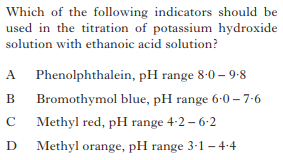 Which of the following indicators should be
used in the titration of potassium hydroxide
solution with ethanoic acid solution?
A Phenolphthalein, pH range 8·0 – 9·8
B Bromothymol blue, pH range 6·0 – 7·6
C Methyl red, pH range 4·2 – 6·2
D Methyl orange, pH range 3·1 – 4·4